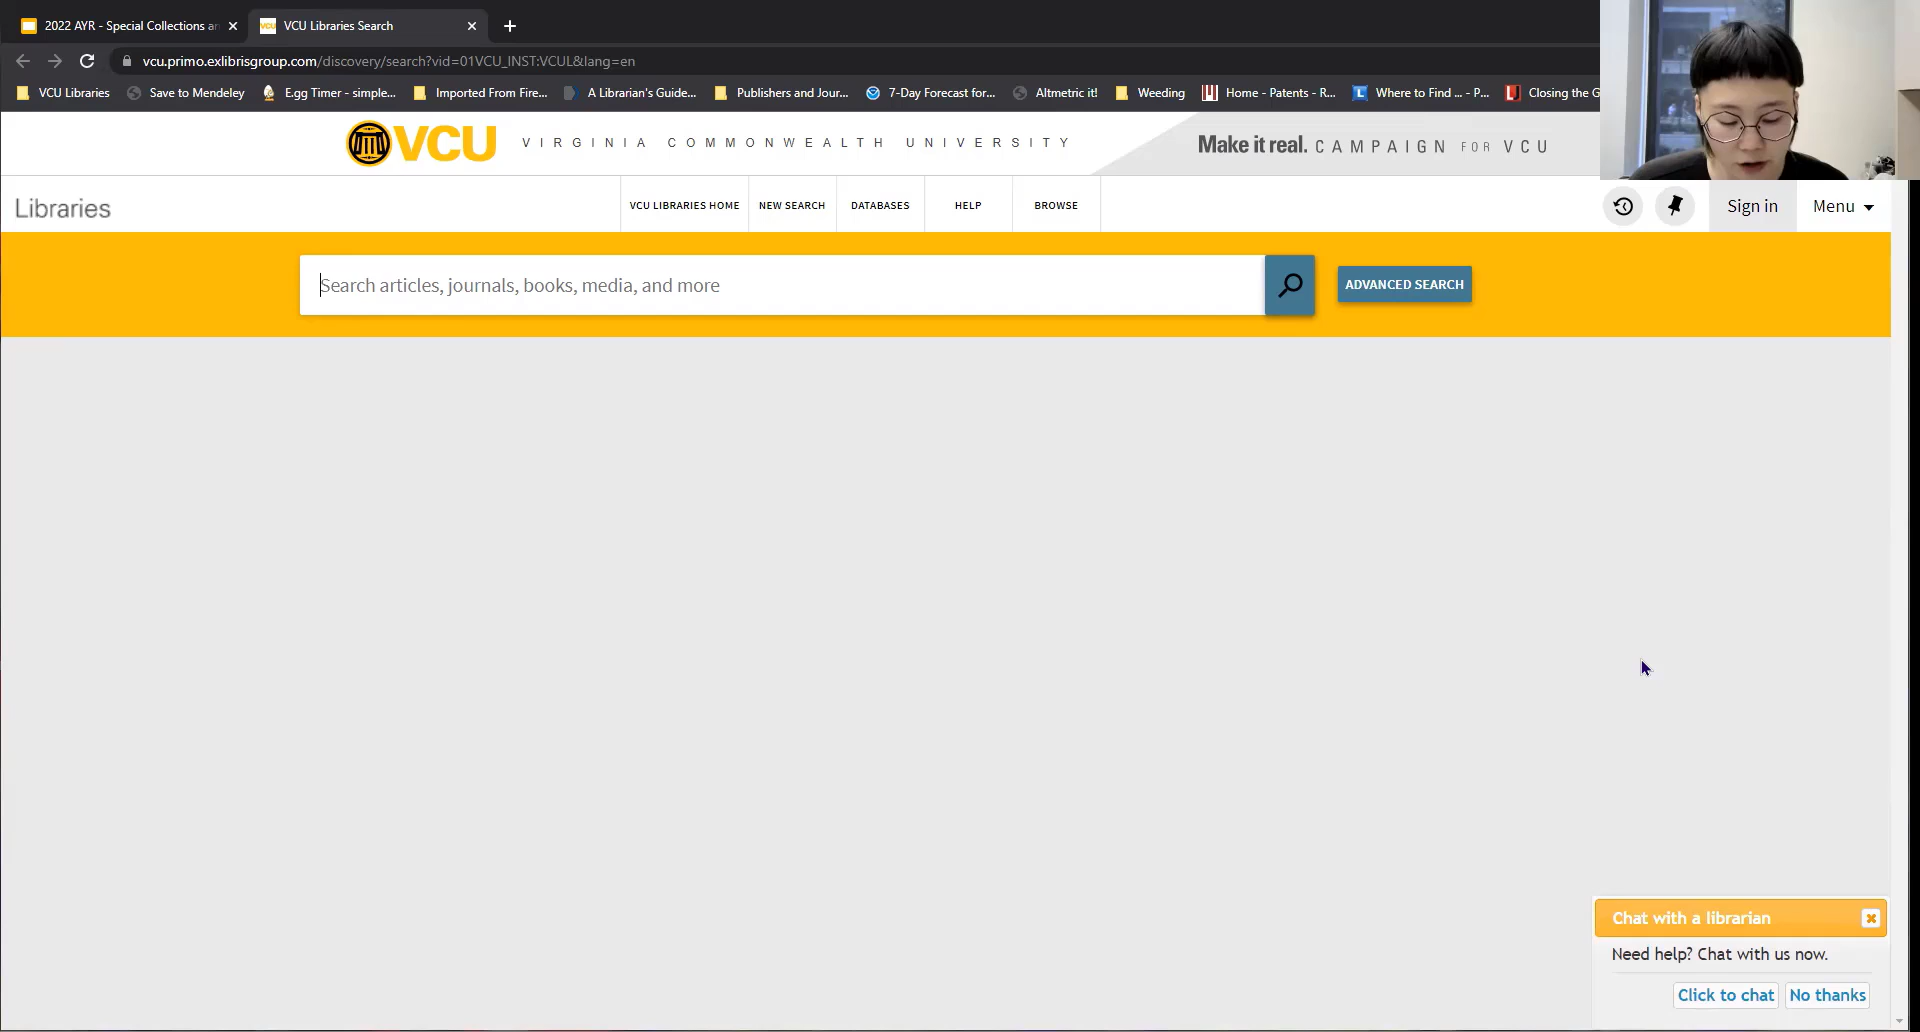 2022 AYR - Special Collections a
VCU Libraries Search
vcu.primo.exlibrisgroup.com/discovery/search?vid=01VCU_INST:VCUL&lang=en
VCU Libraries
Save to Mendeley
E.gg Timer - simple...
Imported From Fire...
A Librarian's Guide...
Publishers and Jour...
7-Day Forecast for...
Altmetric it!
Weeding
Home - Patents - R...
Where to Find ... - P...
Closing the G
VCU
VIRGINIA COMMONWEALTH UNIVERSITY
Make it real. CAMPAIGN FOR VCU
Libraries
VCU LIBRARIES HOME
NEW SEARCH
DATABASES
HELP
BROWSE
Sign in
Menu
Search articles, journals, books, media, and more
ADVANCED SEARCH
Chat with a librarian
Need help? Chat with us now.
Click to chat
No thanks